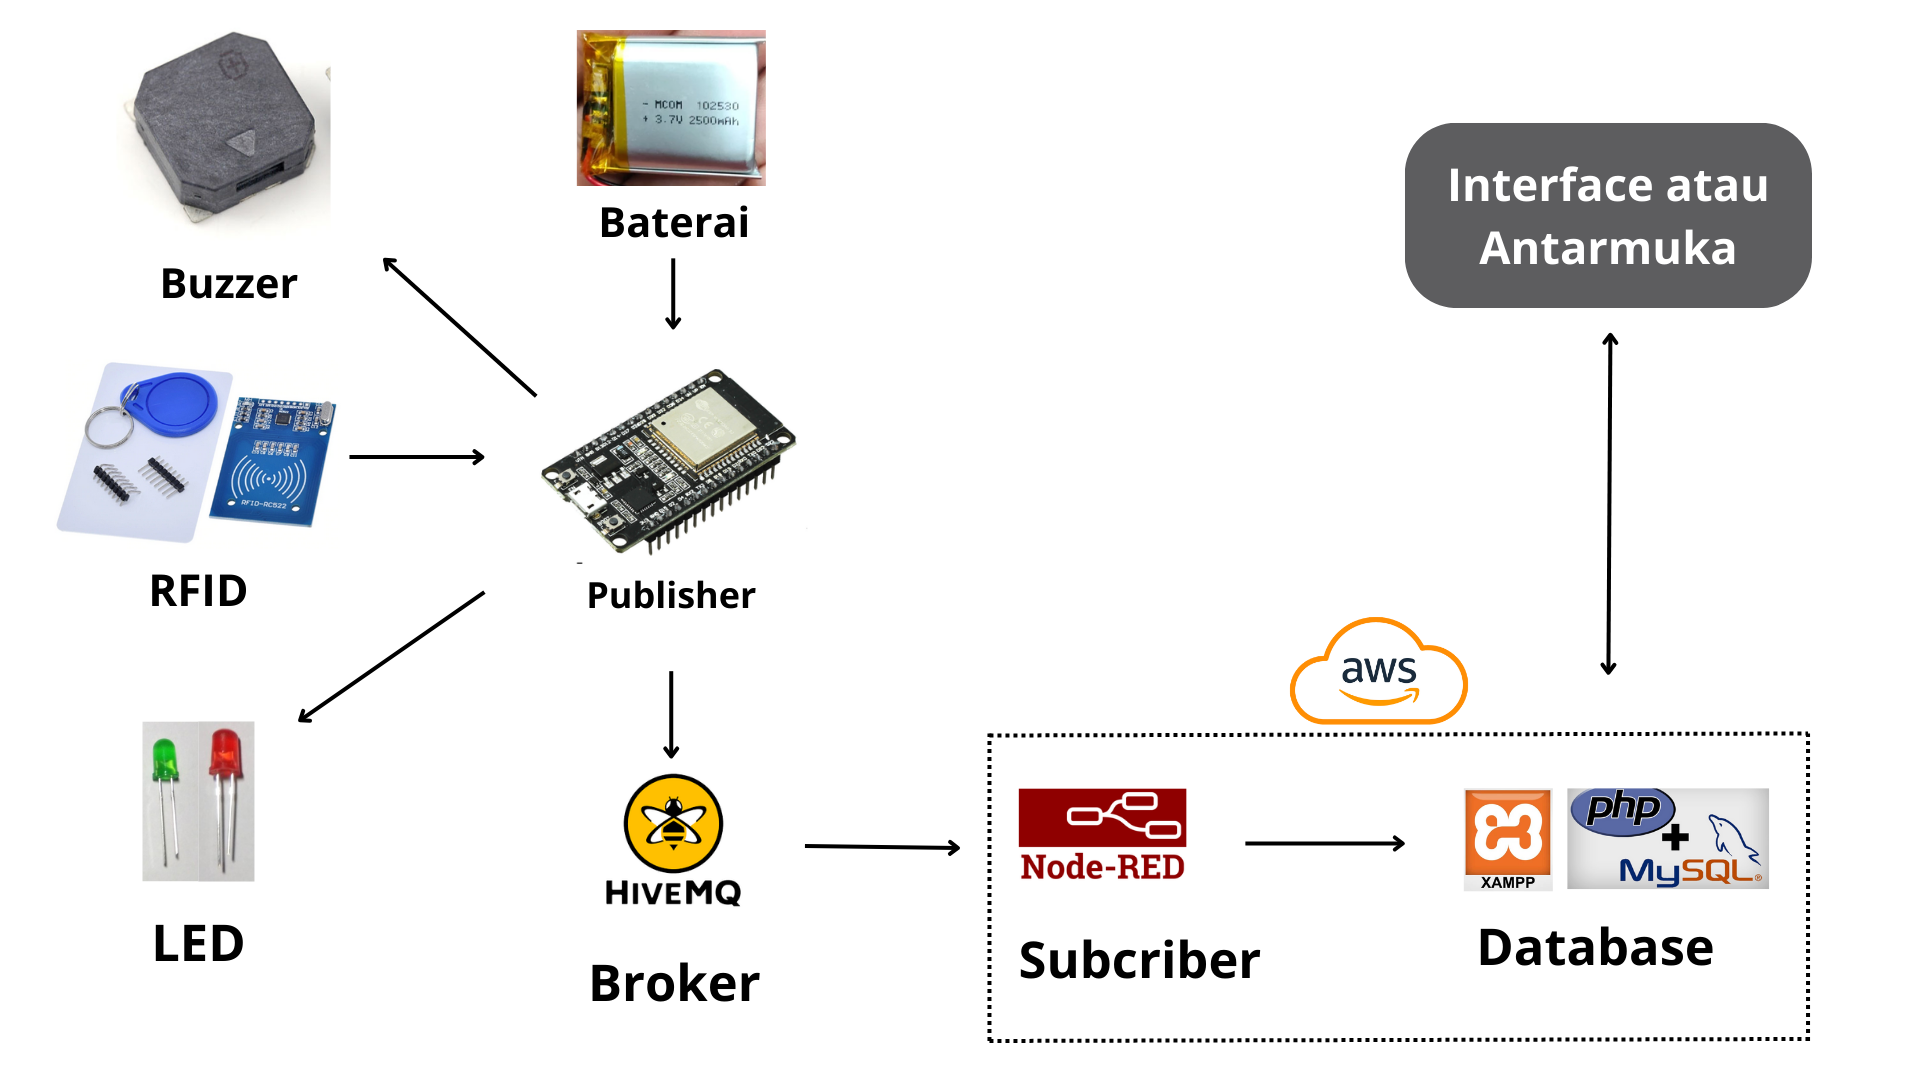 - MCOM 102530
+ 3.7V 2500mAh
Baterai
Buzzer
Interface atau
Antarmuka
RFID-RC522
RFID
Publisher
LED
HIVEMQ
Broker
aws
Node-RED
Subcriber
XAMPP
php
+
MySQL®
Database